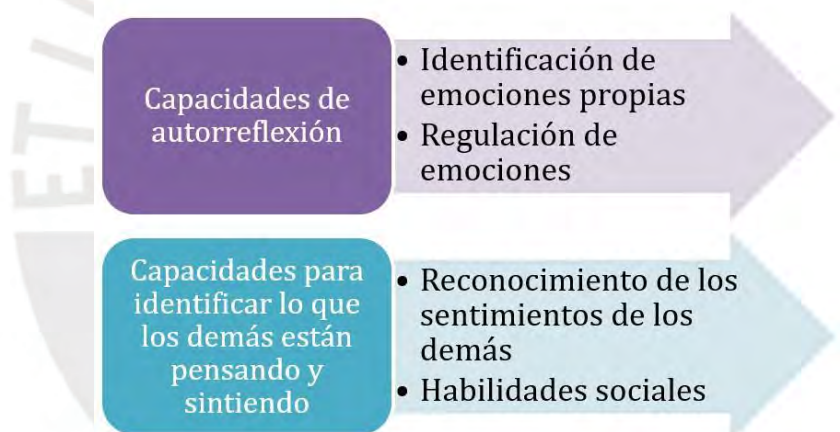 Capacidades de
autorreflexión
• Identificación de
emociones propias
• Regulación de
emociones
Capacidades para
identificar lo que
los demás están
pensando y
sintiendo
• Reconocimiento de los
sentimientos de los
demás
• Habilidades sociales
ET